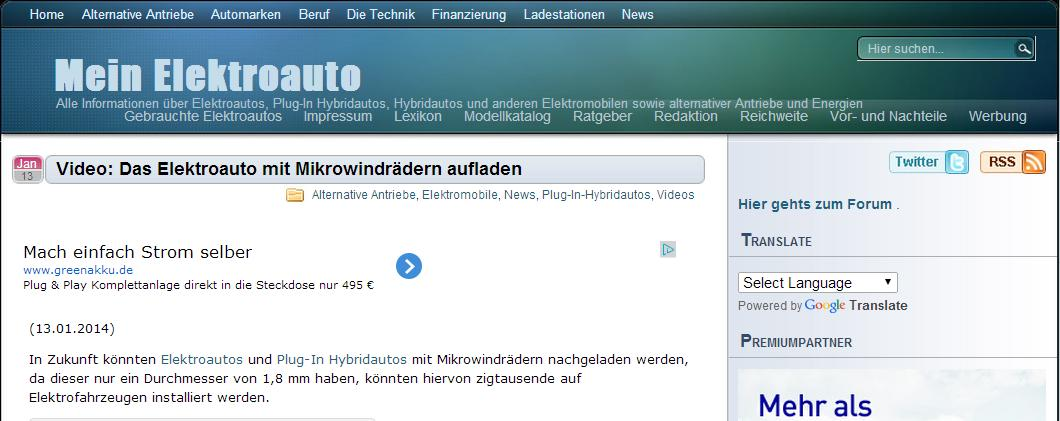 Home Alternative Antriebe Automarken Beruf Die Technik Finanzierung Ladestationen News
Hier suchen...
Mein Elektroauto
Alle Informationen über Elektroautos, Plug-In Hybridautos, Hybridautos und anderen Elektromobilen sowie alternativer Antriebe und Energien
Gebrauchte Elektroautos Impressum Lexikon Modellkatalog Ratgeber Redaktion Reichweite Vor- und Nachteile Werbung
Jan
13
Video: Das Elektroauto mit Mikrowindrädern aufladen
Alternative Antriebe, Elektromobile, News, Plug-In-Hybridautos, Videos
Mach einfach Strom selber
www.greenakku.de
Plug & Play Komplettanlage direkt in die Steckdose nur 495 €
(13.01.2014)
In Zukunft könnten Elektroautos und Plug-In Hybridautos mit Mikrowindrädern nachgeladen werden,
da dieser nur ein Durchmesser von 1,8 mm haben, könnten hiervon zigtausende auf
Elektrofahrzeugen installiert werden.
Twitter RSS
Hier gehts zum Forum .
Translate
Select Language
Powered by Google Translate
Premiumpartner
Mehr als